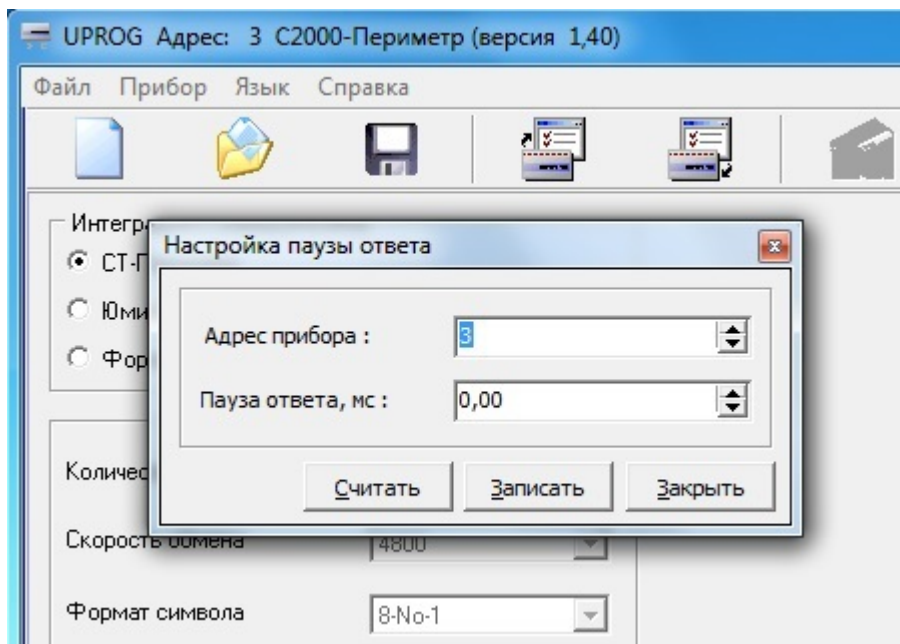 UPROG Адрес: 3 С2000-Периметр (версия 1,40)
Файл Прибор Язык Справка
Настройка паузы ответа
Адрес прибора : 3
Пауза ответа, мс : 0,00
Считать Записать Закрыть
Скорость обмена 4800
Формат символа 8-No-1